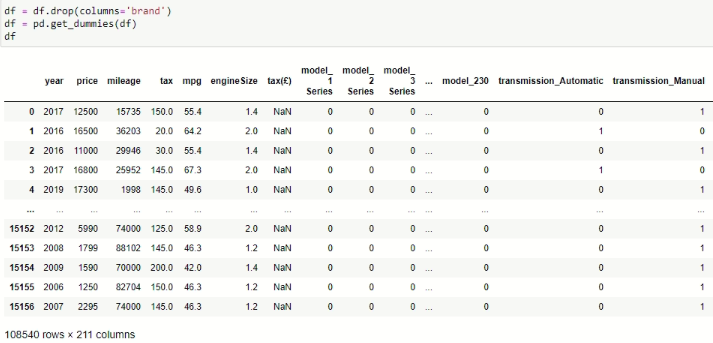 df = df.drop(columns='brand')
df = pd.get_dummies(df)
df
year price mileage tax mpg engineSize tax(£) model_ 1 Series model_ 2 Series model_ 3 Series ... model_230 transmission_Automatic transmission_Manual
0 2017 12500 15735 150.0 55.4 1.4 NaN 0 0 0 ... 0 0 1
1 2016 16500 36203 20.0 64.2 2.0 NaN 0 0 0 ... 0 1 0
2 2016 11000 29946 30.0 55.4 1.4 NaN 0 0 0 ... 0 0 1
3 2017 16800 25952 145.0 67.3 2.0 NaN 0 0 0 ... 0 1 0
4 2019 17300 1998 145.0 49.6 1.0 NaN 0 0 0 ... 0 0 1
... ... ... ... ... ... ... ... ... ... ... ... ... ... ...
15152 2012 5990 74000 125.0 58.9 2.0 NaN 0 0 0 ... 0 0 1
15153 2008 1799 88102 145.0 46.3 1.2 NaN 0 0 0 ... 0 0 1
15154 2009 1590 70000 200.0 42.0 1.4 NaN 0 0 0 ... 0 0 1
15155 2006 1250 82704 150.0 46.3 1.2 NaN 0 0 0 ... 0 0 1
15156 2007 2295 74000 145.0 46.3 1.2 NaN 0 0 0 ... 0 0 1
108540 rows × 211 columns